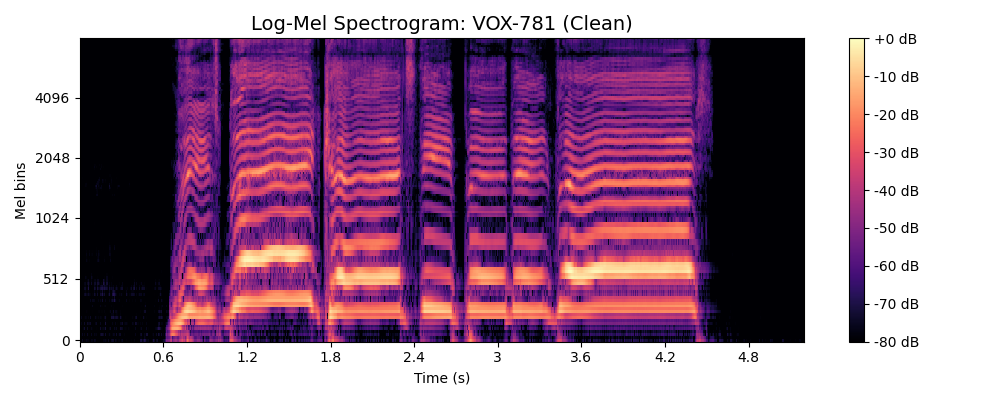 Log-Mel Spectrogram: VOX-781 (Clean)
Mel bins
4096
2048
1024
512
0
0 0.6 1.2 1.8 2.4 3 3.6 4.2 4.8
Time (s)
+0 dB
-10 dB
-20 dB
-30 dB
-40 dB
-50 dB
-60 dB
-70 dB
-80 dB